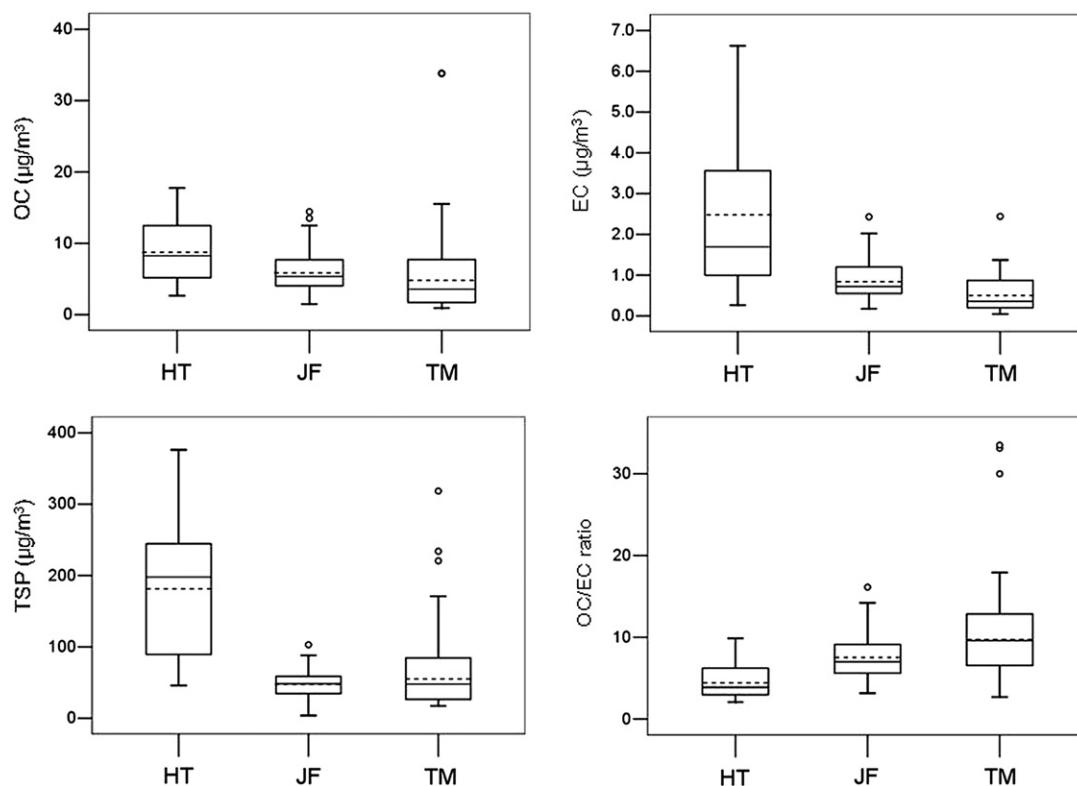 OC (µg/m³)
40
30
20
10
0
HT JF TM
EC (µg/m³)
7.0
6.0
5.0
4.0
3.0
2.0
1.0
0.0
HT JF TM
TSP (µg/m³)
400
300
200
100
0
HT JF TM
OC/EC ratio
30
20
10
0
HT JF TM